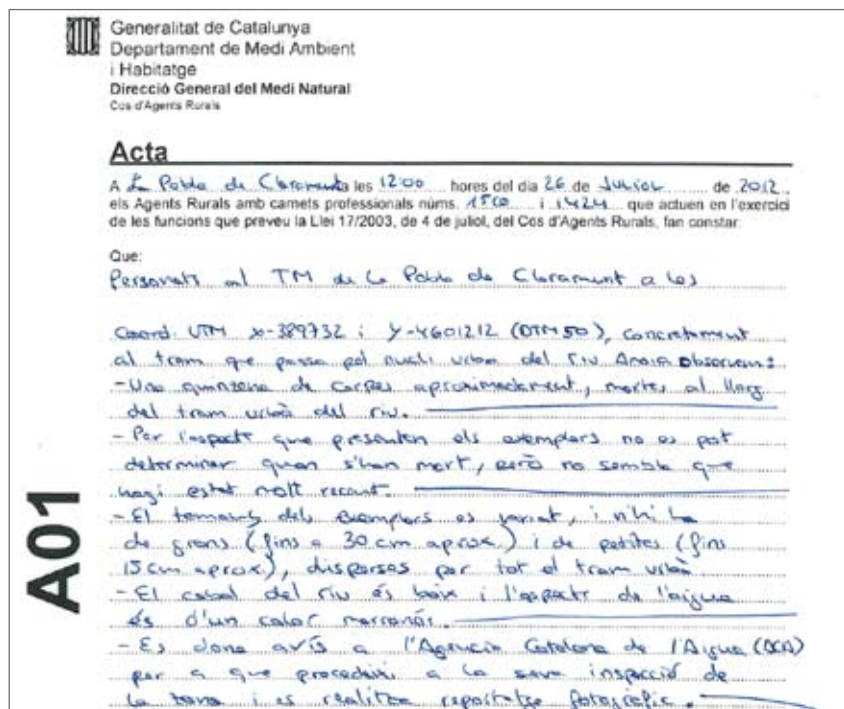 Generalitat de Catalunya
Departament de Medi Ambient
i Habitatge
Direcció General del Medi Natural
Cos d'Agents Rurals
Acta
A La Pobla de Claramunt a les 12:00 hores del dia 26 de Juliol de 2012,
els Agents Rurals amb carnets professionals núms. i 1424 que actuen en l'exercici
de les funcions que preveu la Llei 17/2003, de 4 de juliol, del Cos d'Agents Rurals, fan constar:
Que:
Personats al TM de La Pobla de Claramunt a les
Coord. UTM x-389732 i y-4601212 (DTM50), concretament
al tram que passa pel nucli urbà del riu Anoia observem:
- Una quinzena de carpes aproximadament, mortes al llarg
del tram urbà del riu.
- Per l'aspecte que presenten els exemplars no es pot
determinar quan s'han mort, però no sembla que
hagi estat molt recent.
- El tamany dels exemplars es variat, i n'hi ha
de grans (fins a 30 cm aprox.) i de petites (fins
15 cm aprox.), disperses per tot el tram urbà.
- El cabal del riu és baix i l'aspecte de l'aigua
és d'un color marronós.
- Es dona avís a l'Agencia Catalana de l'Aigua (ACA)
per a que procedeixi a la seva inspecció de
la zona i es realitza reportatge fotogràfic.
A01